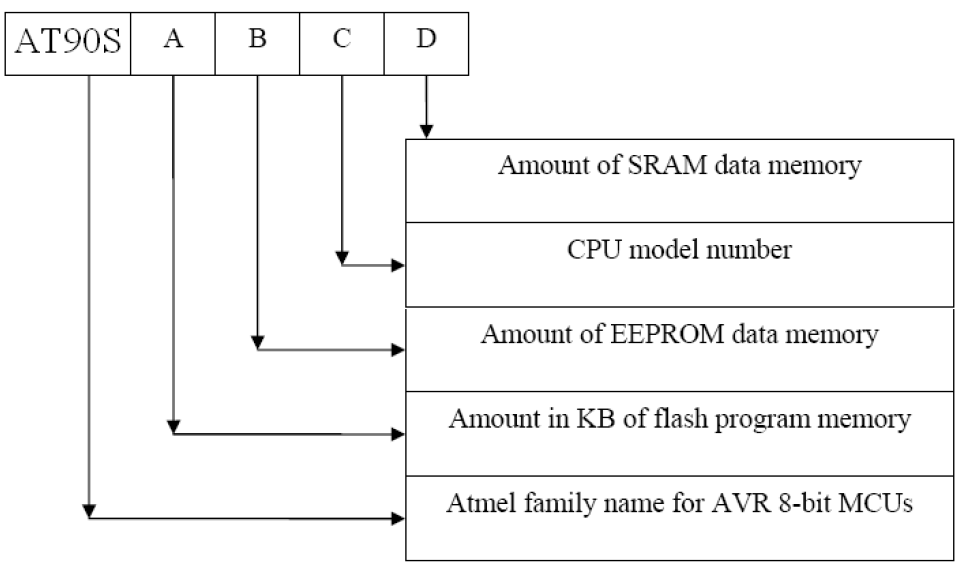 AT90S A B C D
Amount of SRAM data memory
CPU model number
Amount of EEPROM data memory
Amount in KB of flash program memory
Atmel family name for AVR 8-bit MCUs